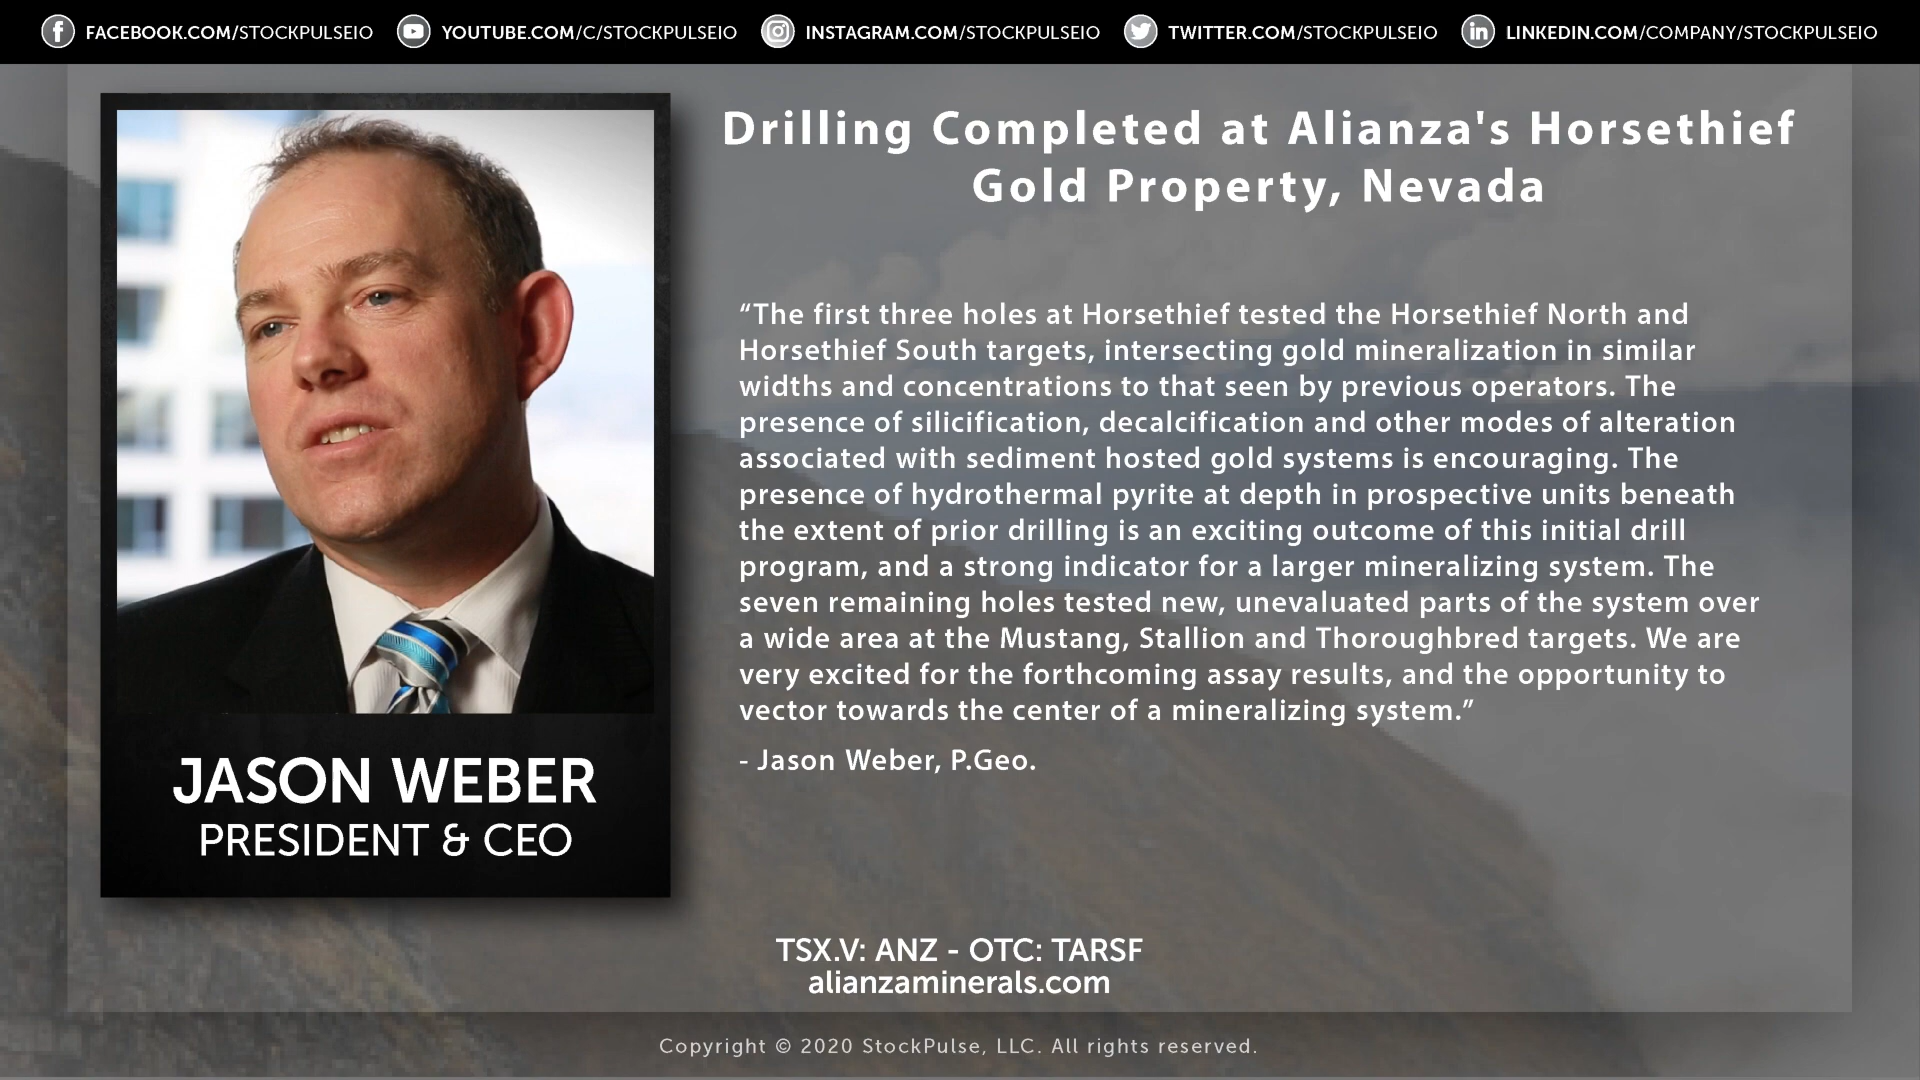 FACEBOOK.COM/STOCKPULSEIO YOUTUBE.COM/C/STOCKPULSEIO INSTAGRAM.COM/STOCKPULSEIO TWITTER.COM/STOCKPULSEIO LINKEDIN.COM/COMPANY/STOCKPULSEIO
Drilling Completed at Alianza's Horsethief
Gold Property, Nevada
“The first three holes at Horsethief tested the Horsethief North and
Horsethief South targets, intersecting gold mineralization in similar
widths and concentrations to that seen by previous operators. The
presence of silicification, decalcification and other modes of alteration
associated with sediment hosted gold systems is encouraging. The
presence of hydrothermal pyrite at depth in prospective units beneath
the extent of prior drilling is an exciting outcome of this initial drill
program, and a strong indicator for a larger mineralizing system. The
seven remaining holes tested new, unevaluated parts of the system over
a wide area at the Mustang, Stallion and Thoroughbred targets. We are
very excited for the forthcoming assay results, and the opportunity to
vector towards the center of a mineralizing system.”
- Jason Weber, P.Geo.
JASON WEBER
PRESIDENT & CEO
TSX.V: ANZ - OTC: TARSF
alianzaminerals.com
Copyright © 2020 StockPulse, LLC. All rights reserved.